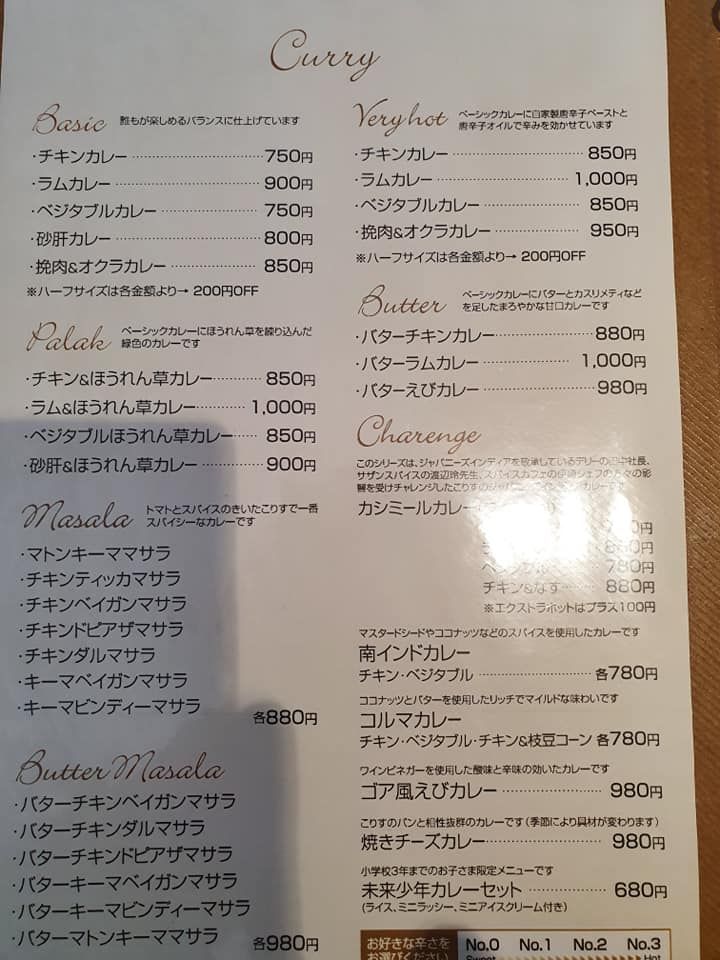 Curry
Basic 誰もが楽しめるバランスに仕上げています
・チキンカレー 750円
・ラムカレー 900円
・ベジタブルカレー 750円
・砂肝カレー 800円
・挽肉&オクラカレー 850円
※ハーフサイズは各金額より→ 200円OFF
Palak ベーシックカレーにほうれん草を練り込んだ
緑色のカレーです
・チキン&ほうれん草カレー 850円
・ラム&ほうれん草カレー 1,000円
・ベジタブルほうれん草カレー 850円
・砂肝&ほうれん草カレー 900円
Masala トマトとスパイスのきいたこりすで一番
スパイシーなカレーです
・マトンキーママサラ
・チキンティッカマサラ
・チキンベイガンマサラ
・チキンドピアザマサラ
・チキンダルマサラ
・キーマベイガンマサラ
・キーマビンディーマサラ
各880円
Butter Masala
・バターチキンベイガンマサラ
・バターチキンダルマサラ
・バターチキンドピアザマサラ
・バターキーマベイガンマサラ
・バターキーマビンディーマサラ
・バターマトンキーママサラ 各980円
Very hot ベーシックカレーに自家製唐辛子ペーストと
唐辛子オイルで辛みを効かせています
・チキンカレー 850円
・ラムカレー 1,000円
・ベジタブルカレー 850円
・挽肉&オクラカレー 950円
※ハーフサイズは各金額より→ 200円OFF
Butter ベーシックカレーにバターとカスリメティなど
を足したまろやかな甘口カレーです
・バターチキンカレー 880円
・バターラムカレー 1,000円
・バターえびカレー 980円
Charenge
このシリーズは、ジャパニーズインディアを敬承しているデリーの田中社長、
サザンスパイスの渡辺玲先生、スパイスカフェの伊藤シェフの方々の影
響を受けチャレンジしたこりすのジャパニーズ カレーです
カシミールカレー
円
880円
780円
チキン&なす 880円
※エクストラホットはプラス100円
マスタードシードやココナッツなどのスパイスを使用したカレーです
南インドカレー
チキン・ベジタブル 各780円
ココナッツとバターを使用したリッチでマイルドな味わいです
コルマカレー
チキン・ベジタブル・チキン&枝豆コーン 各780円
ワインビネガーを使用した酸味と辛味の効いたカレーです
ゴア風えびカレー 980円
こりすのパンと相性抜群のカレーです(季節により具材が変わります)
焼きチーズカレー 980円
小学校3年までのお子さま限定メニューです
未来少年カレーセット 680円
(ライス、ミニラッシー、ミニアイスクリーム付き)
お好きな辛さを
お選びください
No.0 No.1 No.2 No.3
Sweet Hot